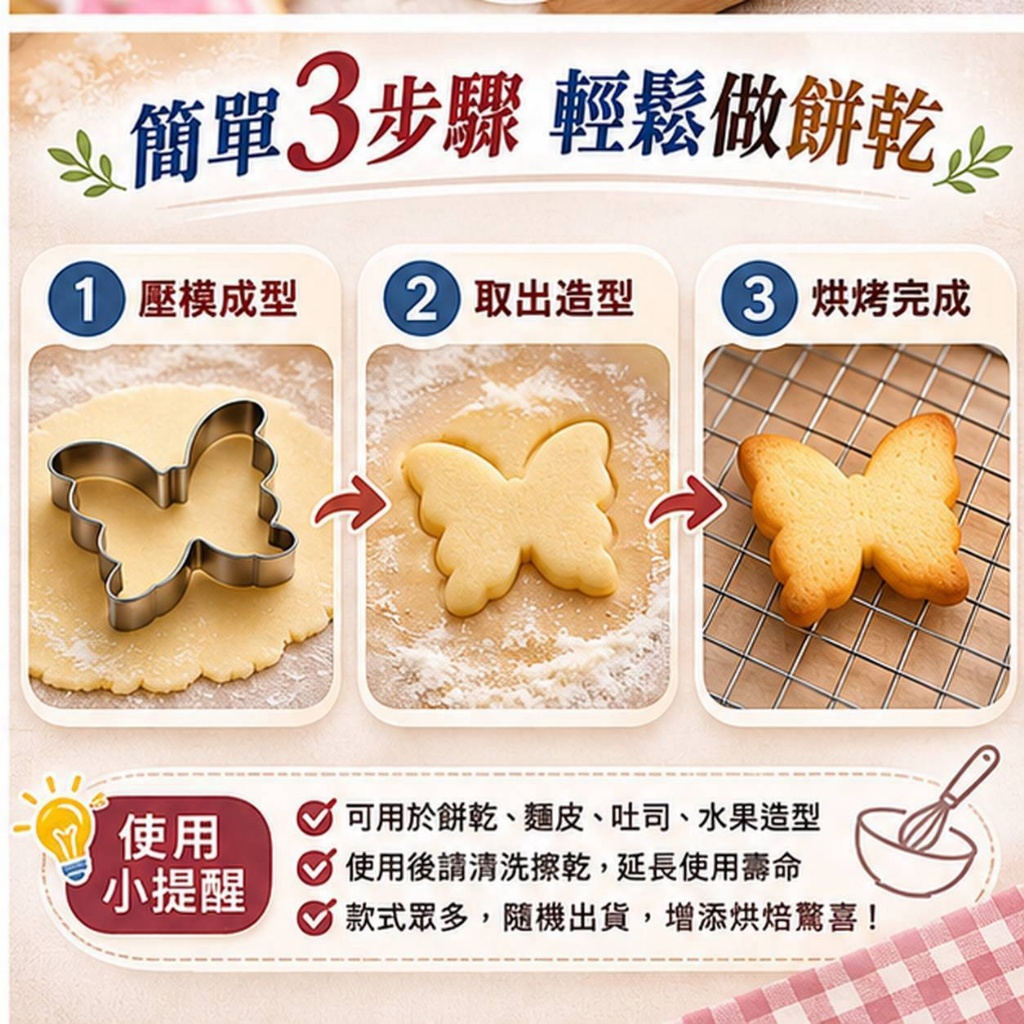 簡單3步驟 輕鬆做餅乾
1 壓模成型
2 取出造型
3 烘烤完成
使用
小提醒
可用於餅乾、麵皮、吐司、水果造型
使用後請清洗擦乾，延長使用壽命
款式眾多，隨機出貨，增添烘焙驚喜！